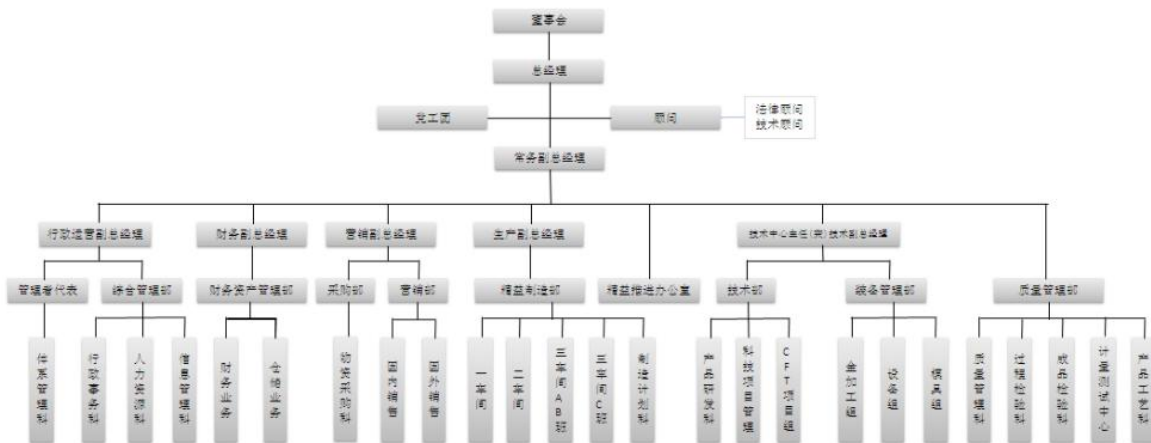 董事会
总经理
党工团
顾问
法律顾问
技术顾问
常务副总经理
行政运营副总经理
财务副总经理
营销副总经理
生产副总经理
技术中心主任(兼)技术副总经理
管理者代表
综合管理部
财务资产管理部
采购部
营销部
精益制造部
精益推进办公室
技术部
装备管理部
质量管理部
体系管理科
行政事务科
人力资源科
信息管理科
财务业务
仓储业务
物资采购科
国内销售
国外销售
一车间
二车间
三车间AB班
三车间C班
制造计划科
产品研发科
科技项目管理
CFT项目组
金加工组
设备组
模具组
质量管理科
过程检验科
成品检验科
计量测试中心
产品工艺科